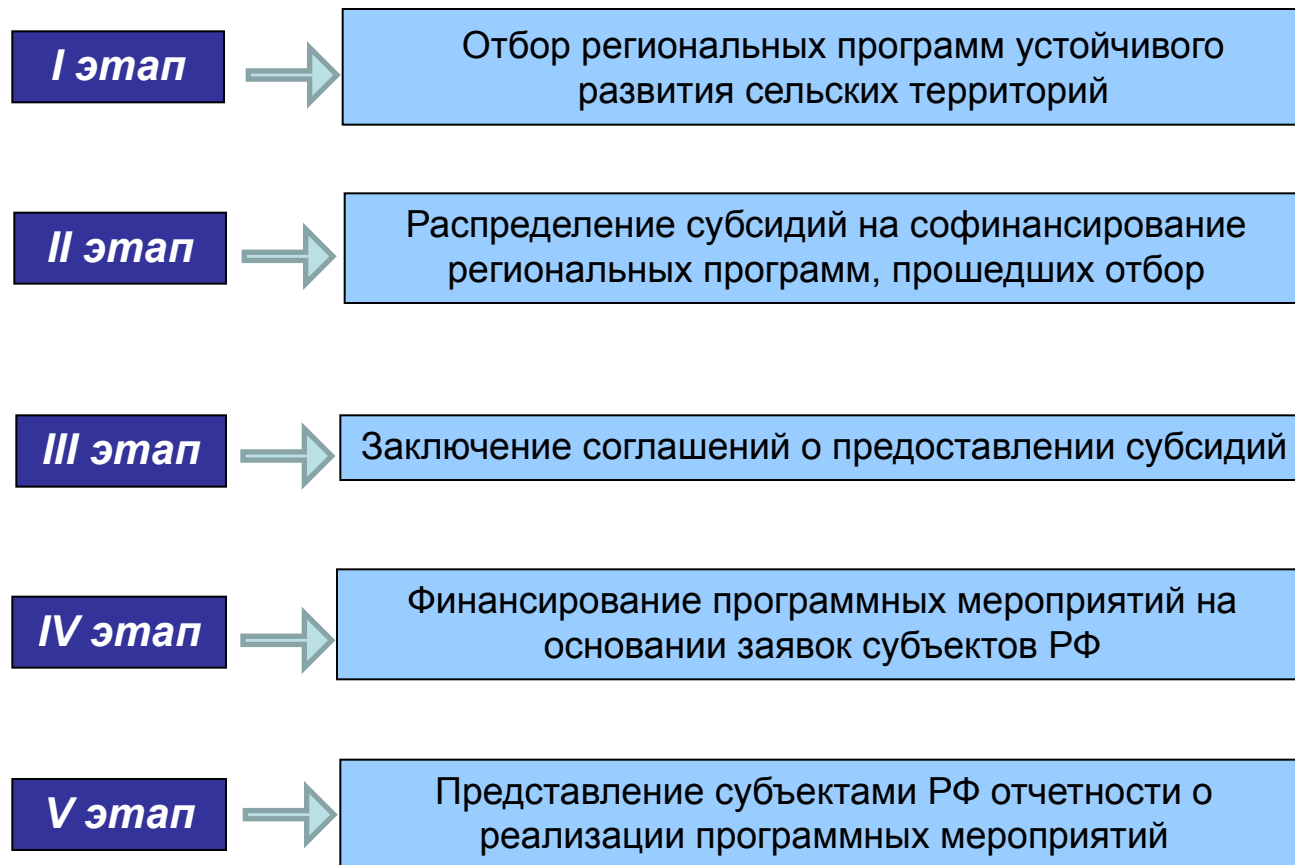 I этап
Отбор региональных программ устойчивого
развития сельских территорий
II этап
Распределение субсидий на софинансирование
региональных программ, прошедших отбор
III этап
Заключение соглашений о предоставлении субсидий
IV этап
Финансирование программных мероприятий на
основании заявок субъектов РФ
V этап
Представление субъектами РФ отчетности о
реализации программных мероприятий